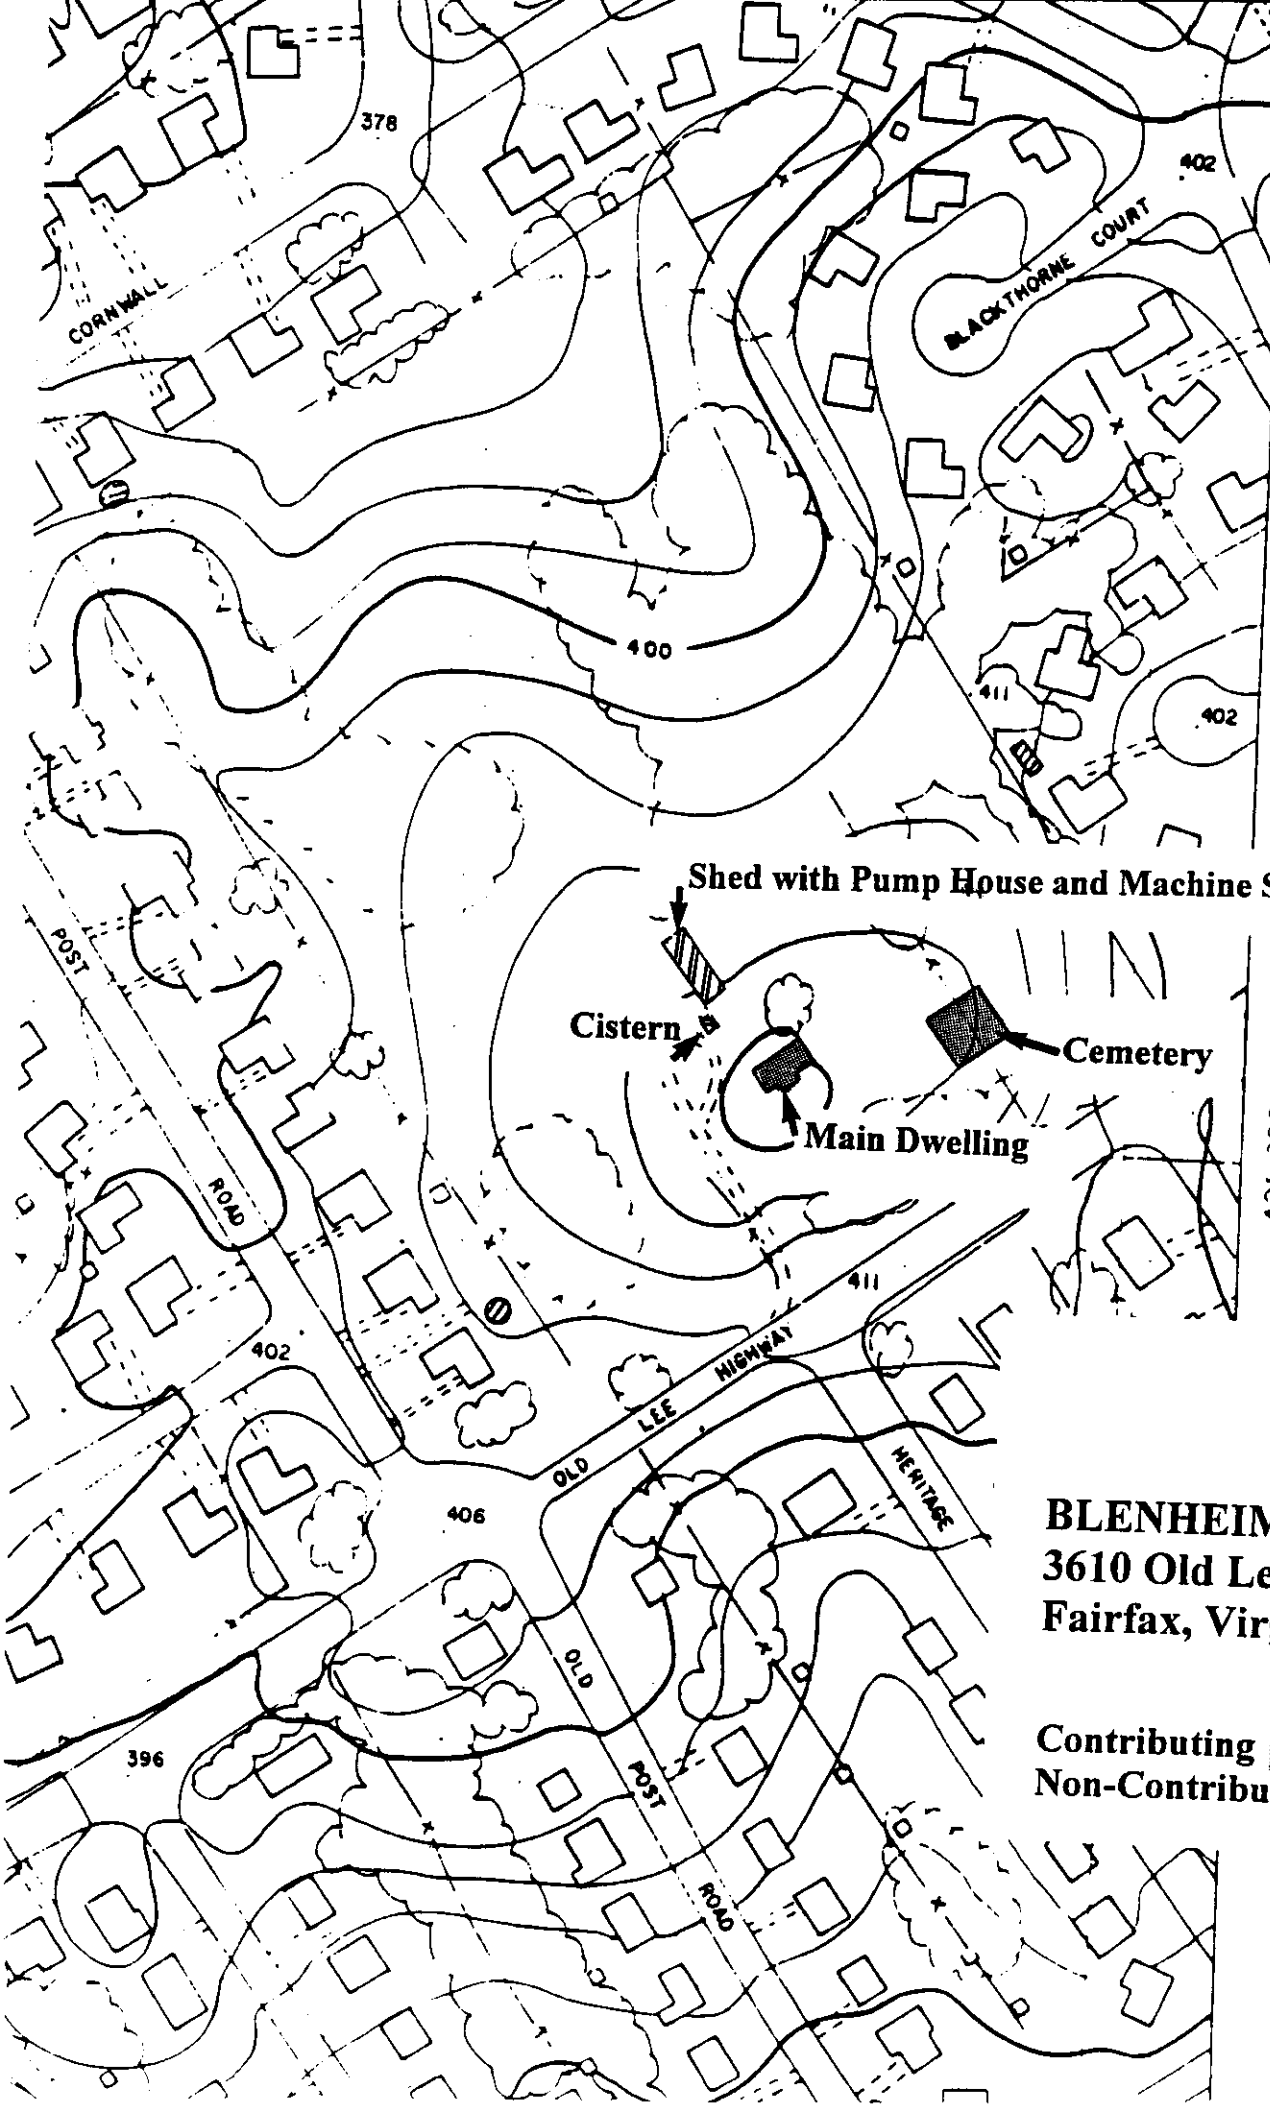 378
402
BLACKTHORNE COURT
CORNWALL
400
411
402
Shed with Pump House and Machine S
POST
Cistern
Cemetery
Main Dwelling
ROAD
411
402
OLD LEE HIGHWAY
HERITAGE
406
BLENHEIM
3610 Old Le
Fairfax, Vir
OLD
396
POST
Contributing
Non-Contribu
ROAD